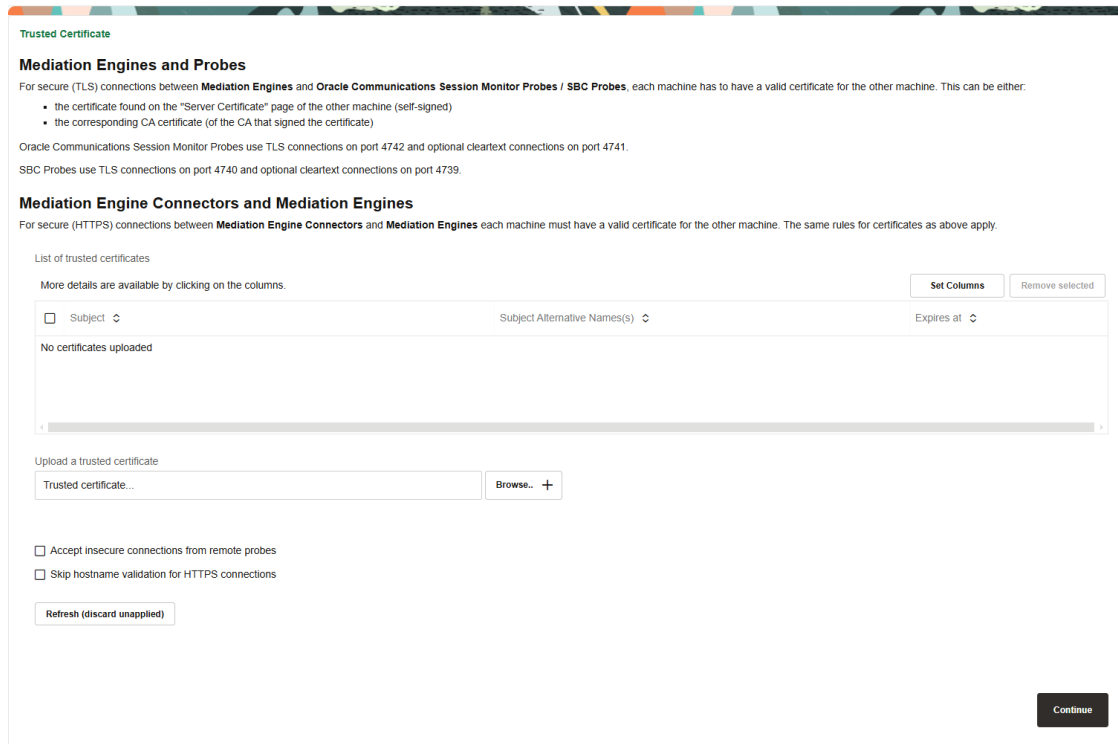 Trusted Certificate
Mediation Engines and Probes
For secure (TLS) connections between Mediation Engines and Oracle Communications Session Monitor Probes / SBC Probes, each machine has to have a valid certificate for the other machine. This can be either:
▪ the certificate found on the "Server Certificate" page of the other machine (self-signed)
▪ the corresponding CA certificate (of the CA that signed the certificate)
Oracle Communications Session Monitor Probes use TLS connections on port 4742 and optional cleartext connections on port 4741.
SBC Probes use TLS connections on port 4740 and optional cleartext connections on port 4739.
Mediation Engine Connectors and Mediation Engines
For secure (HTTPS) connections between Mediation Engine Connectors and Mediation Engines each machine must have a valid certificate for the other machine. The same rules for certificates as above apply.
List of trusted certificates
More details are available by clicking on the columns.
Set Columns
Remove selected
Subject
Subject Alternative Names(s)
Expires at
No certificates uploaded
Upload a trusted certificate
Trusted certificate...
Browse..
Accept insecure connections from remote probes
Skip hostname validation for HTTPS connections
Refresh (discard unapplied)
Continue